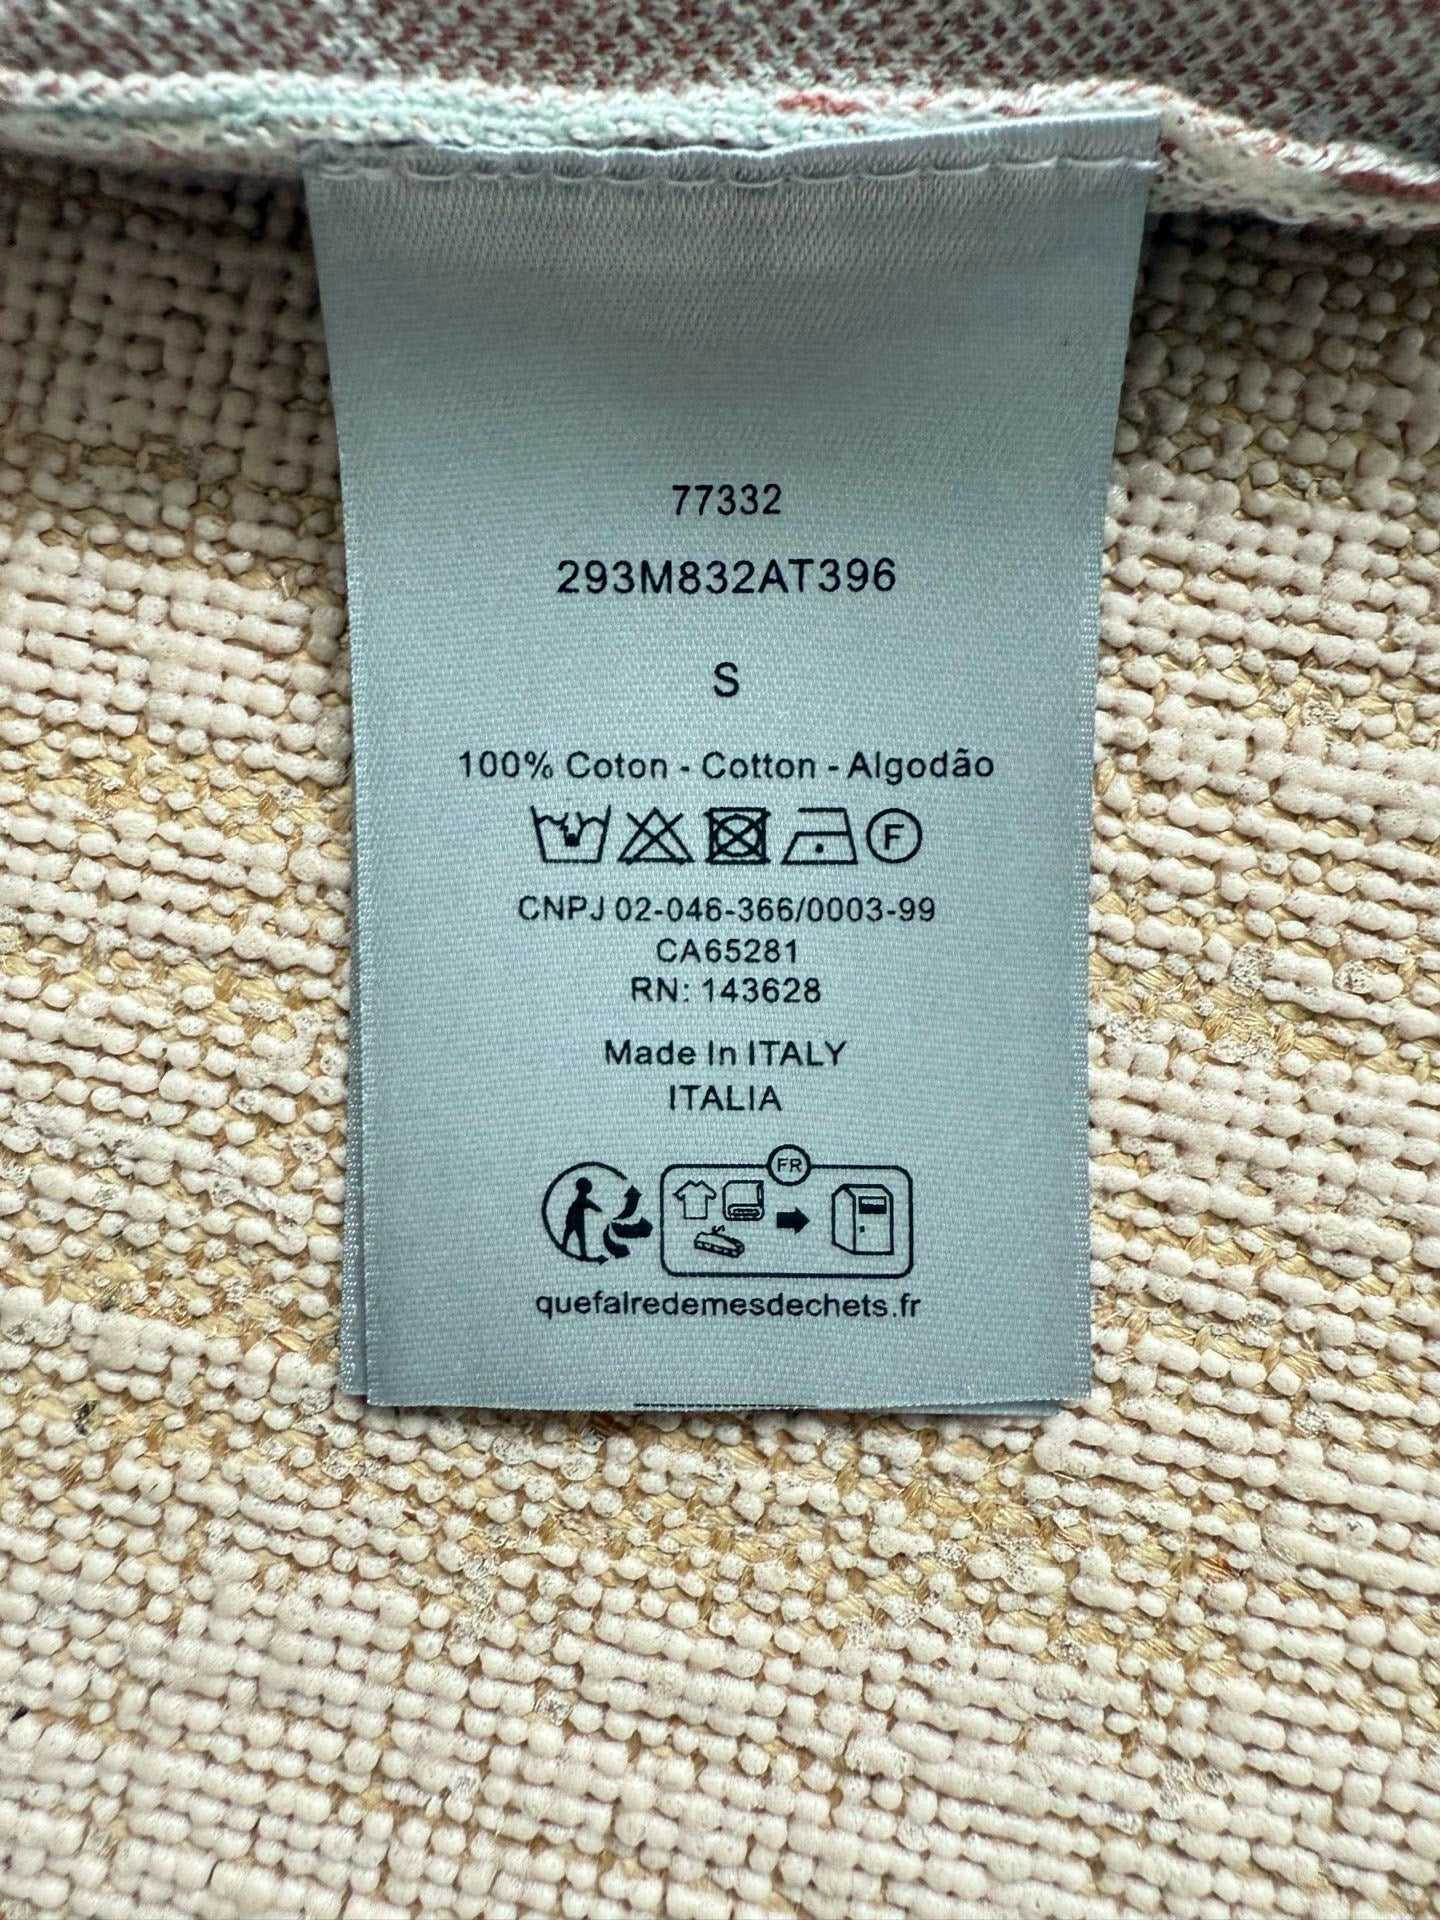 77332
293M832AT396
S
100% Coton - Cotton - Algodão
F
CNPJ 02-046-366/0003-99
CA65281
RN: 143628
Made In ITALY
ITALIA
FR
quefairedemesdechets.fr